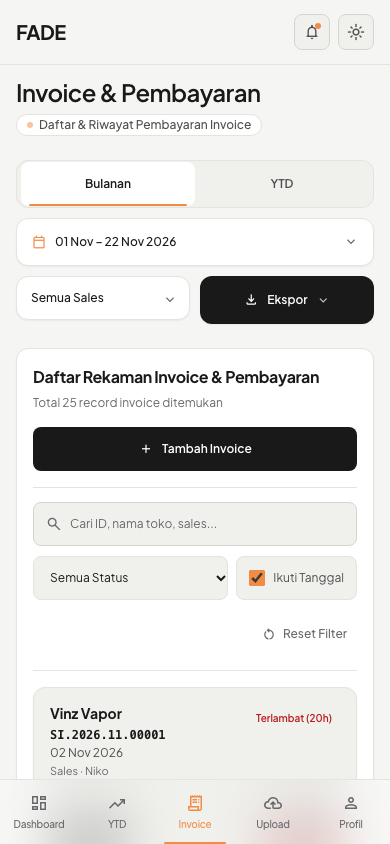 FADE
Invoice & Pembayaran
Daftar & Riwayat Pembayaran Invoice
Bulanan
YTD
01 Nov – 22 Nov 2026
Semua Sales
Ekspor
Daftar Rekaman Invoice & Pembayaran
Total 25 record invoice ditemukan
Tambah Invoice
Cari ID, nama toko, sales...
Semua Status
Ikuti Tanggal
Reset Filter
Vinz Vapor
Terlambat (20h)
SI.2026.11.00001
02 Nov 2026
Sales · Niko
Dashboard
YTD
Invoice
Upload
Profil